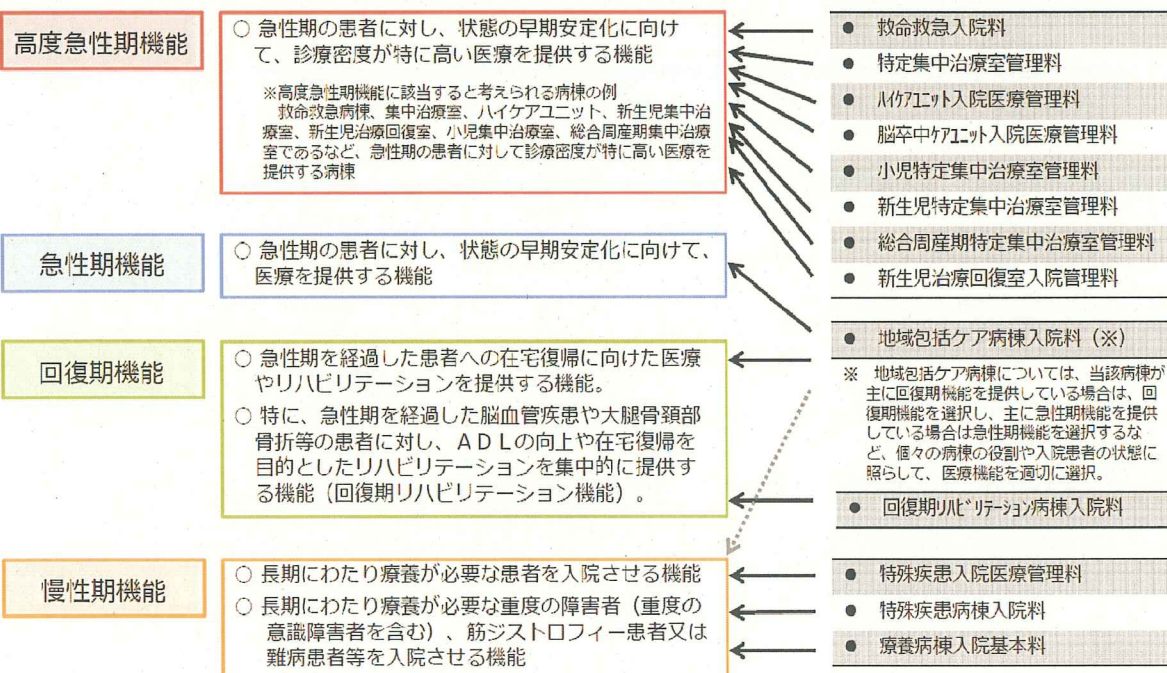 高度急性期機能
○ 急性期の患者に対し、状態の早期安定化に向け
て、診療密度が特に高い医療を提供する機能
※高度急性期機能に該当すると考えられる病棟の例
救命救急病棟、集中治療室、ハイケアユニット、新生児集中治
療室、新生児治療回復室、小児集中治療室、総合周産期集中治療
室であるなど、急性期の患者に対して診療密度が特に高い医療を
提供する病棟
急性期機能
○ 急性期の患者に対し、状態の早期安定化に向けて、
医療を提供する機能
回復期機能
○ 急性期を経過した患者への在宅復帰に向けた医療
やリハビリテーションを提供する機能。
○ 特に、急性期を経過した脳血管疾患や大腿骨頚部
骨折等の患者に対し、ＡＤＬの向上や在宅復帰を
目的としたリハビリテーションを集中的に提供す
る機能（回復期リハビリテーション機能）。
慢性期機能
○ 長期にわたり療養が必要な患者を入院させる機能
○ 長期にわたり療養が必要な重度の障害者（重度の
意識障害者を含む）、筋ジストロフィー患者又は
難病患者等を入院させる機能
● 救命救急入院料
● 特定集中治療室管理料
● ﾊｲｹｱﾕﾆｯﾄ入院医療管理料
● 脳卒中ｹｱﾕﾆｯﾄ入院医療管理料
● 小児特定集中治療室管理料
● 新生児特定集中治療室管理料
● 総合周産期特定集中治療室管理料
● 新生児治療回復室入院管理料
● 地域包括ケア病棟入院料（※）
※ 地域包括ケア病棟については、当該病棟が
主に回復期機能を提供している場合は、回
復期機能を選択し、主に急性期機能を提供
している場合は急性期機能を選択するな
ど、個々の病棟の役割や入院患者の状態に
照らして、医療機能を適切に選択。
● 回復期ﾘﾊﾋﾞﾘﾃｰｼｮﾝ病棟入院料
● 特殊疾患入院医療管理料
● 特殊疾患病棟入院料
● 療養病棟入院基本料